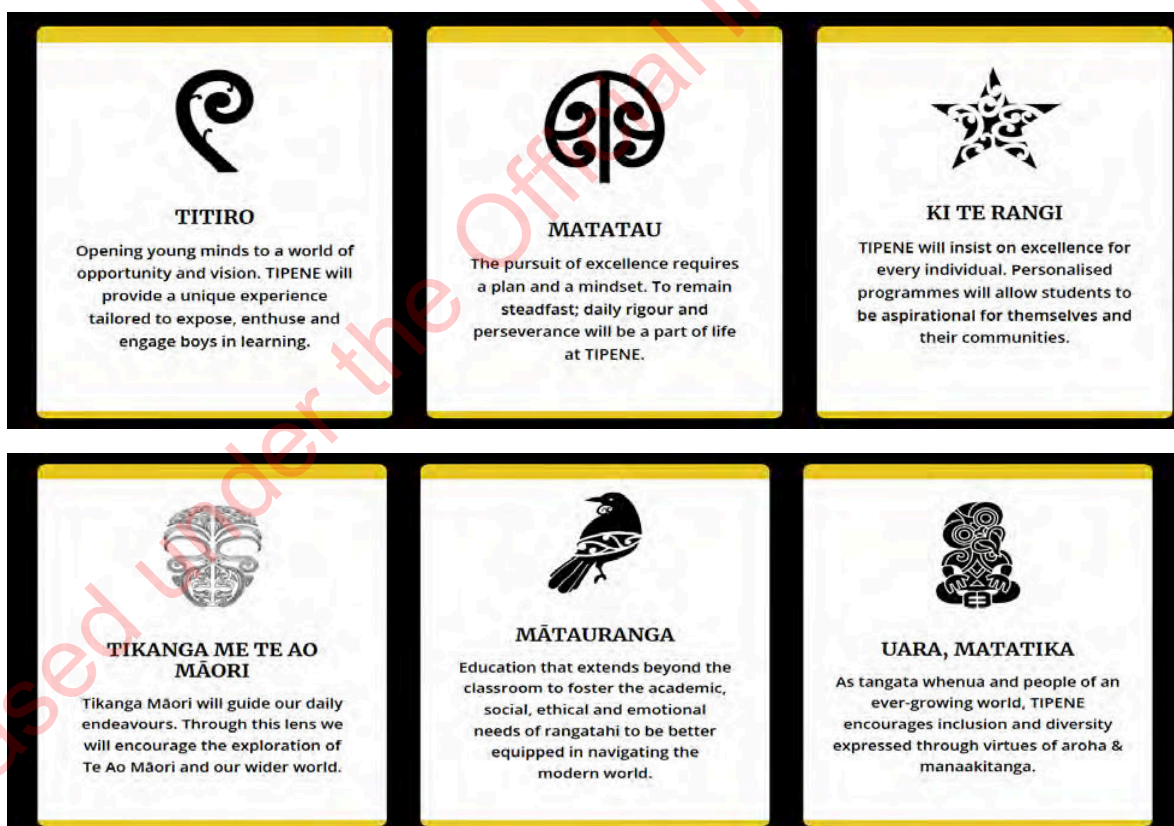 TITIRO
Opening young minds to a world of
opportunity and vision. TIPENE will
provide a unique experience
tailored to expose, enthuse and
engage boys in learning.
MATATAU
The pursuit of excellence requires
a plan and a mindset. To remain
steadfast; daily rigour and
perseverance will be a part of life
at TIPENE.
KI TE RANGI
TIPENE will insist on excellence for
every individual. Personalised
programmes will allow students to
be aspirational for themselves and
their communities.
TIKANGA ME TE AO
MĀORI
Tikanga Māori will guide our daily
endeavours. Through this lens we
will encourage the exploration of
Te Ao Māori and our wider world.
MĀTAURANGA
Education that extends beyond the
classroom to foster the academic,
social, ethical and emotional
needs of rangatahi to be better
equipped in navigating the
modern world.
UARA, MATATIKA
As tangata whenua and people of an
ever-growing world, TIPENE
encourages inclusion and diversity
expressed through virtues of aroha &
manaakitanga.
under the Official